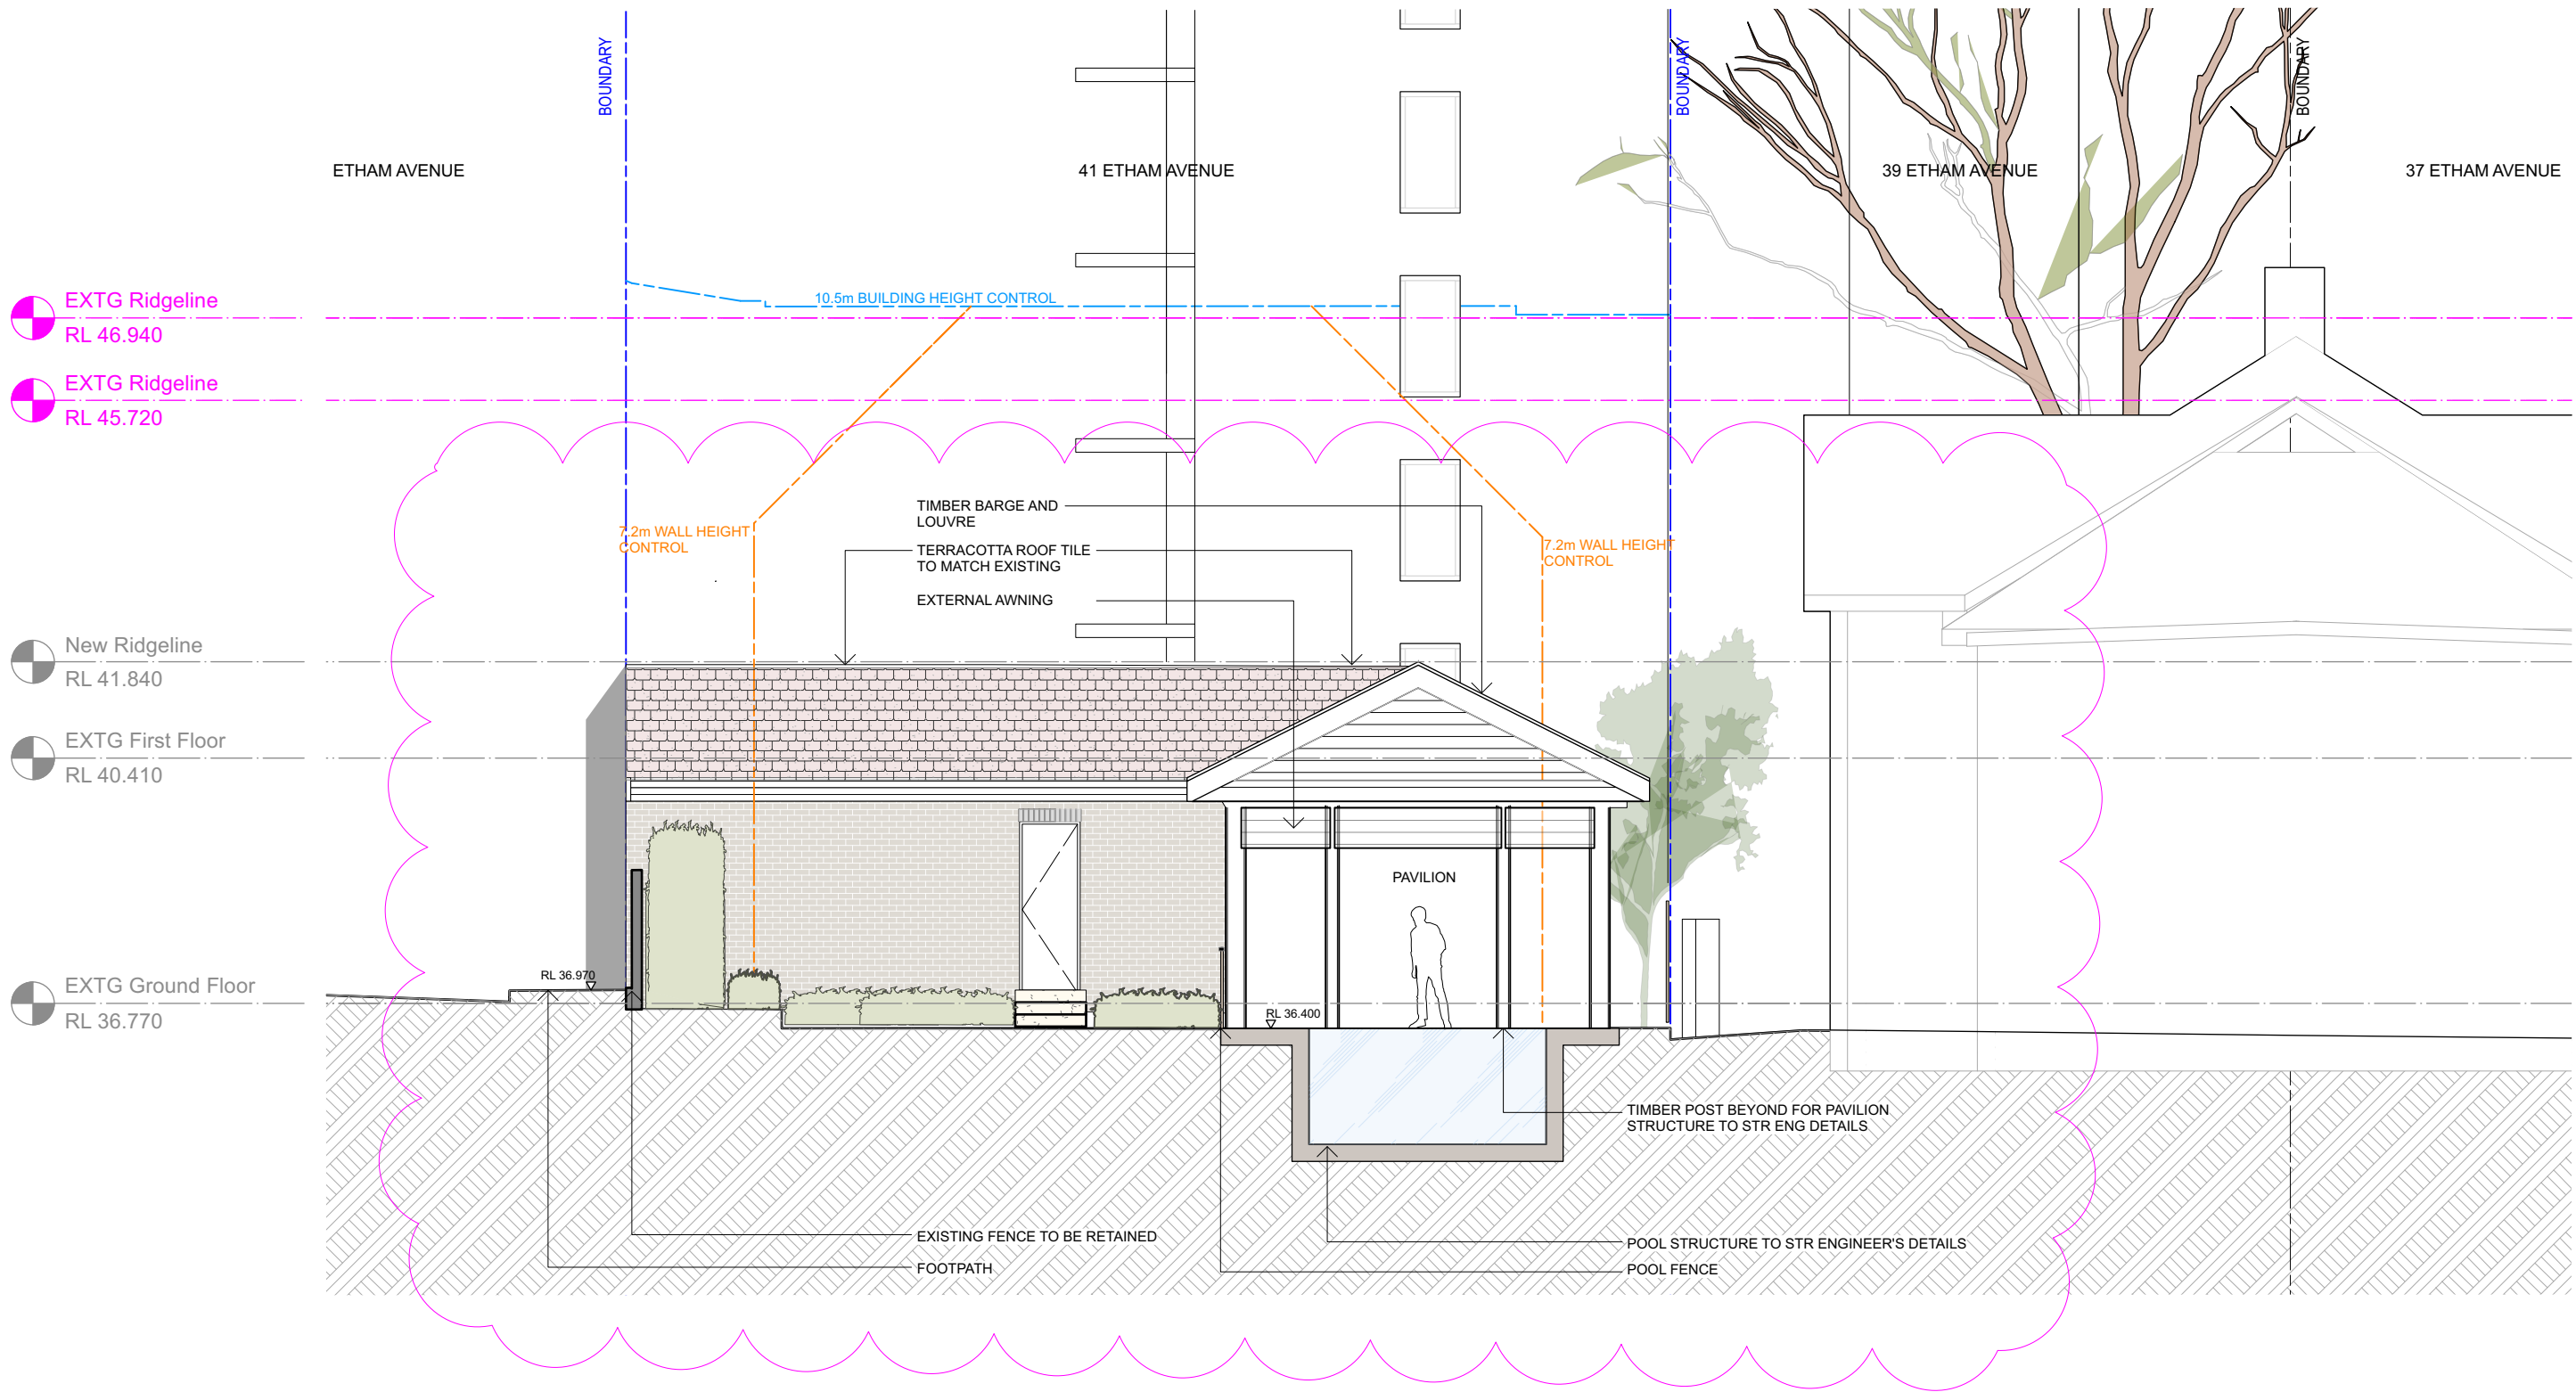 BOUNDARY
BOUNDARY
BOUNDARY
ETHAM AVENUE
41 ETHAM AVENUE
39 ETHAM AVENUE
37 ETHAM AVENUE
10.5m BUILDING HEIGHT CONTROL
EXTG Ridgeline
RL 46.940
EXTG Ridgeline
RL 45.720
TIMBER BARGE AND
LOUVRE
7.2m WALL HEIGHT
CONTROL
7.2m WALL HEIGHT
CONTROL
TERRACOTTA ROOF TILE
TO MATCH EXISTING
EXTERNAL AWNING
New Ridgeline
RL 41.840
EXTG First Floor
RL 40.410
PAVILION
RL 36.970
EXTG Ground Floor
RL 36.770
RL 36.400
TIMBER POST BEYOND FOR PAVILION
STRUCTURE TO STR ENG DETAILS
EXISTING FENCE TO BE RETAINED
POOL STRUCTURE TO STR ENGINEER'S DETAILS
FOOTPATH
POOL FENCE